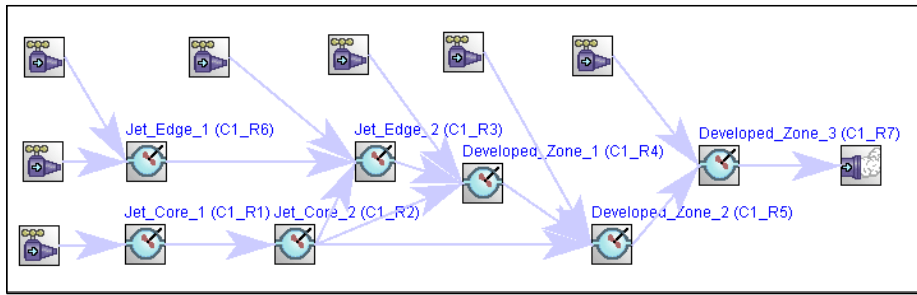 Jet_Edge_1 (C1_R6)
Jet_Edge_2 (C1_R3)
Developed_Zone_3 (C1_R7)
Developed_Zone_1 (C1_R4)
Jet_Core_1 (C1_R1)
Jet_Core_2 (C1_R2)
Developed_Zone_2 (C1_R5)